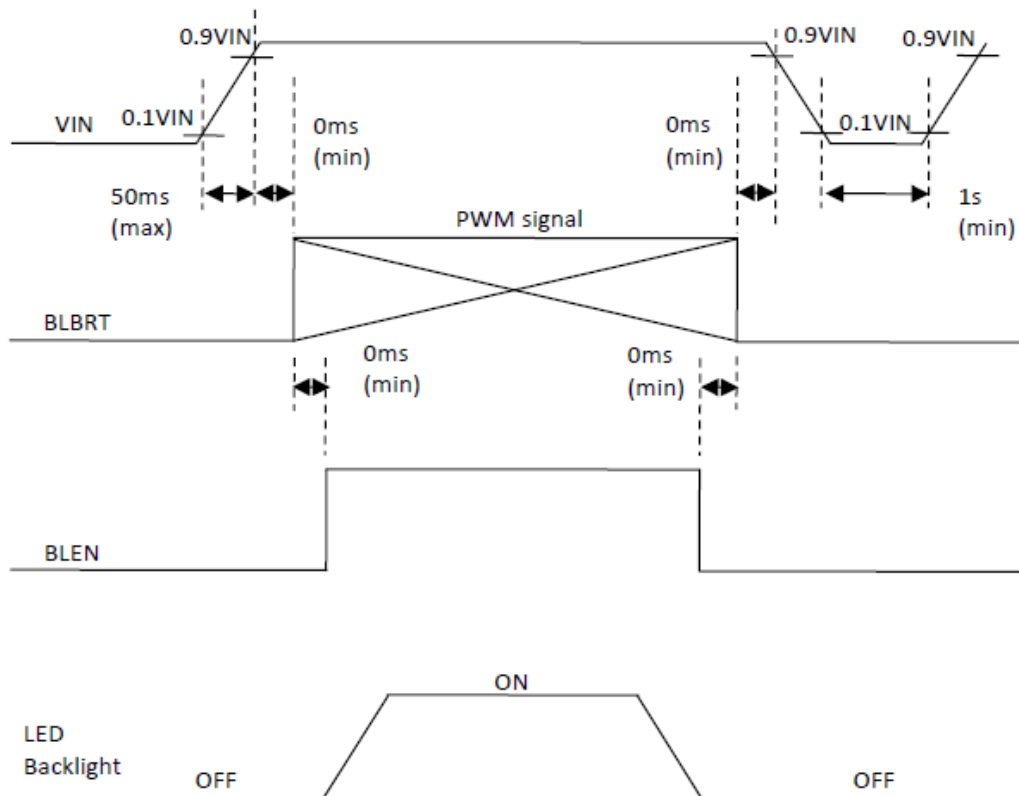 0.9VIN
0.9VIN
0.9VIN
VIN
0.1VIN
0ms
(min)
0ms
(min)
0.1VIN
50ms
(max)
1s
(min)
PWM signal
BLBRT
0ms
(min)
0ms
(min)
BLEN
ON
LED
Backlight
OFF
OFF